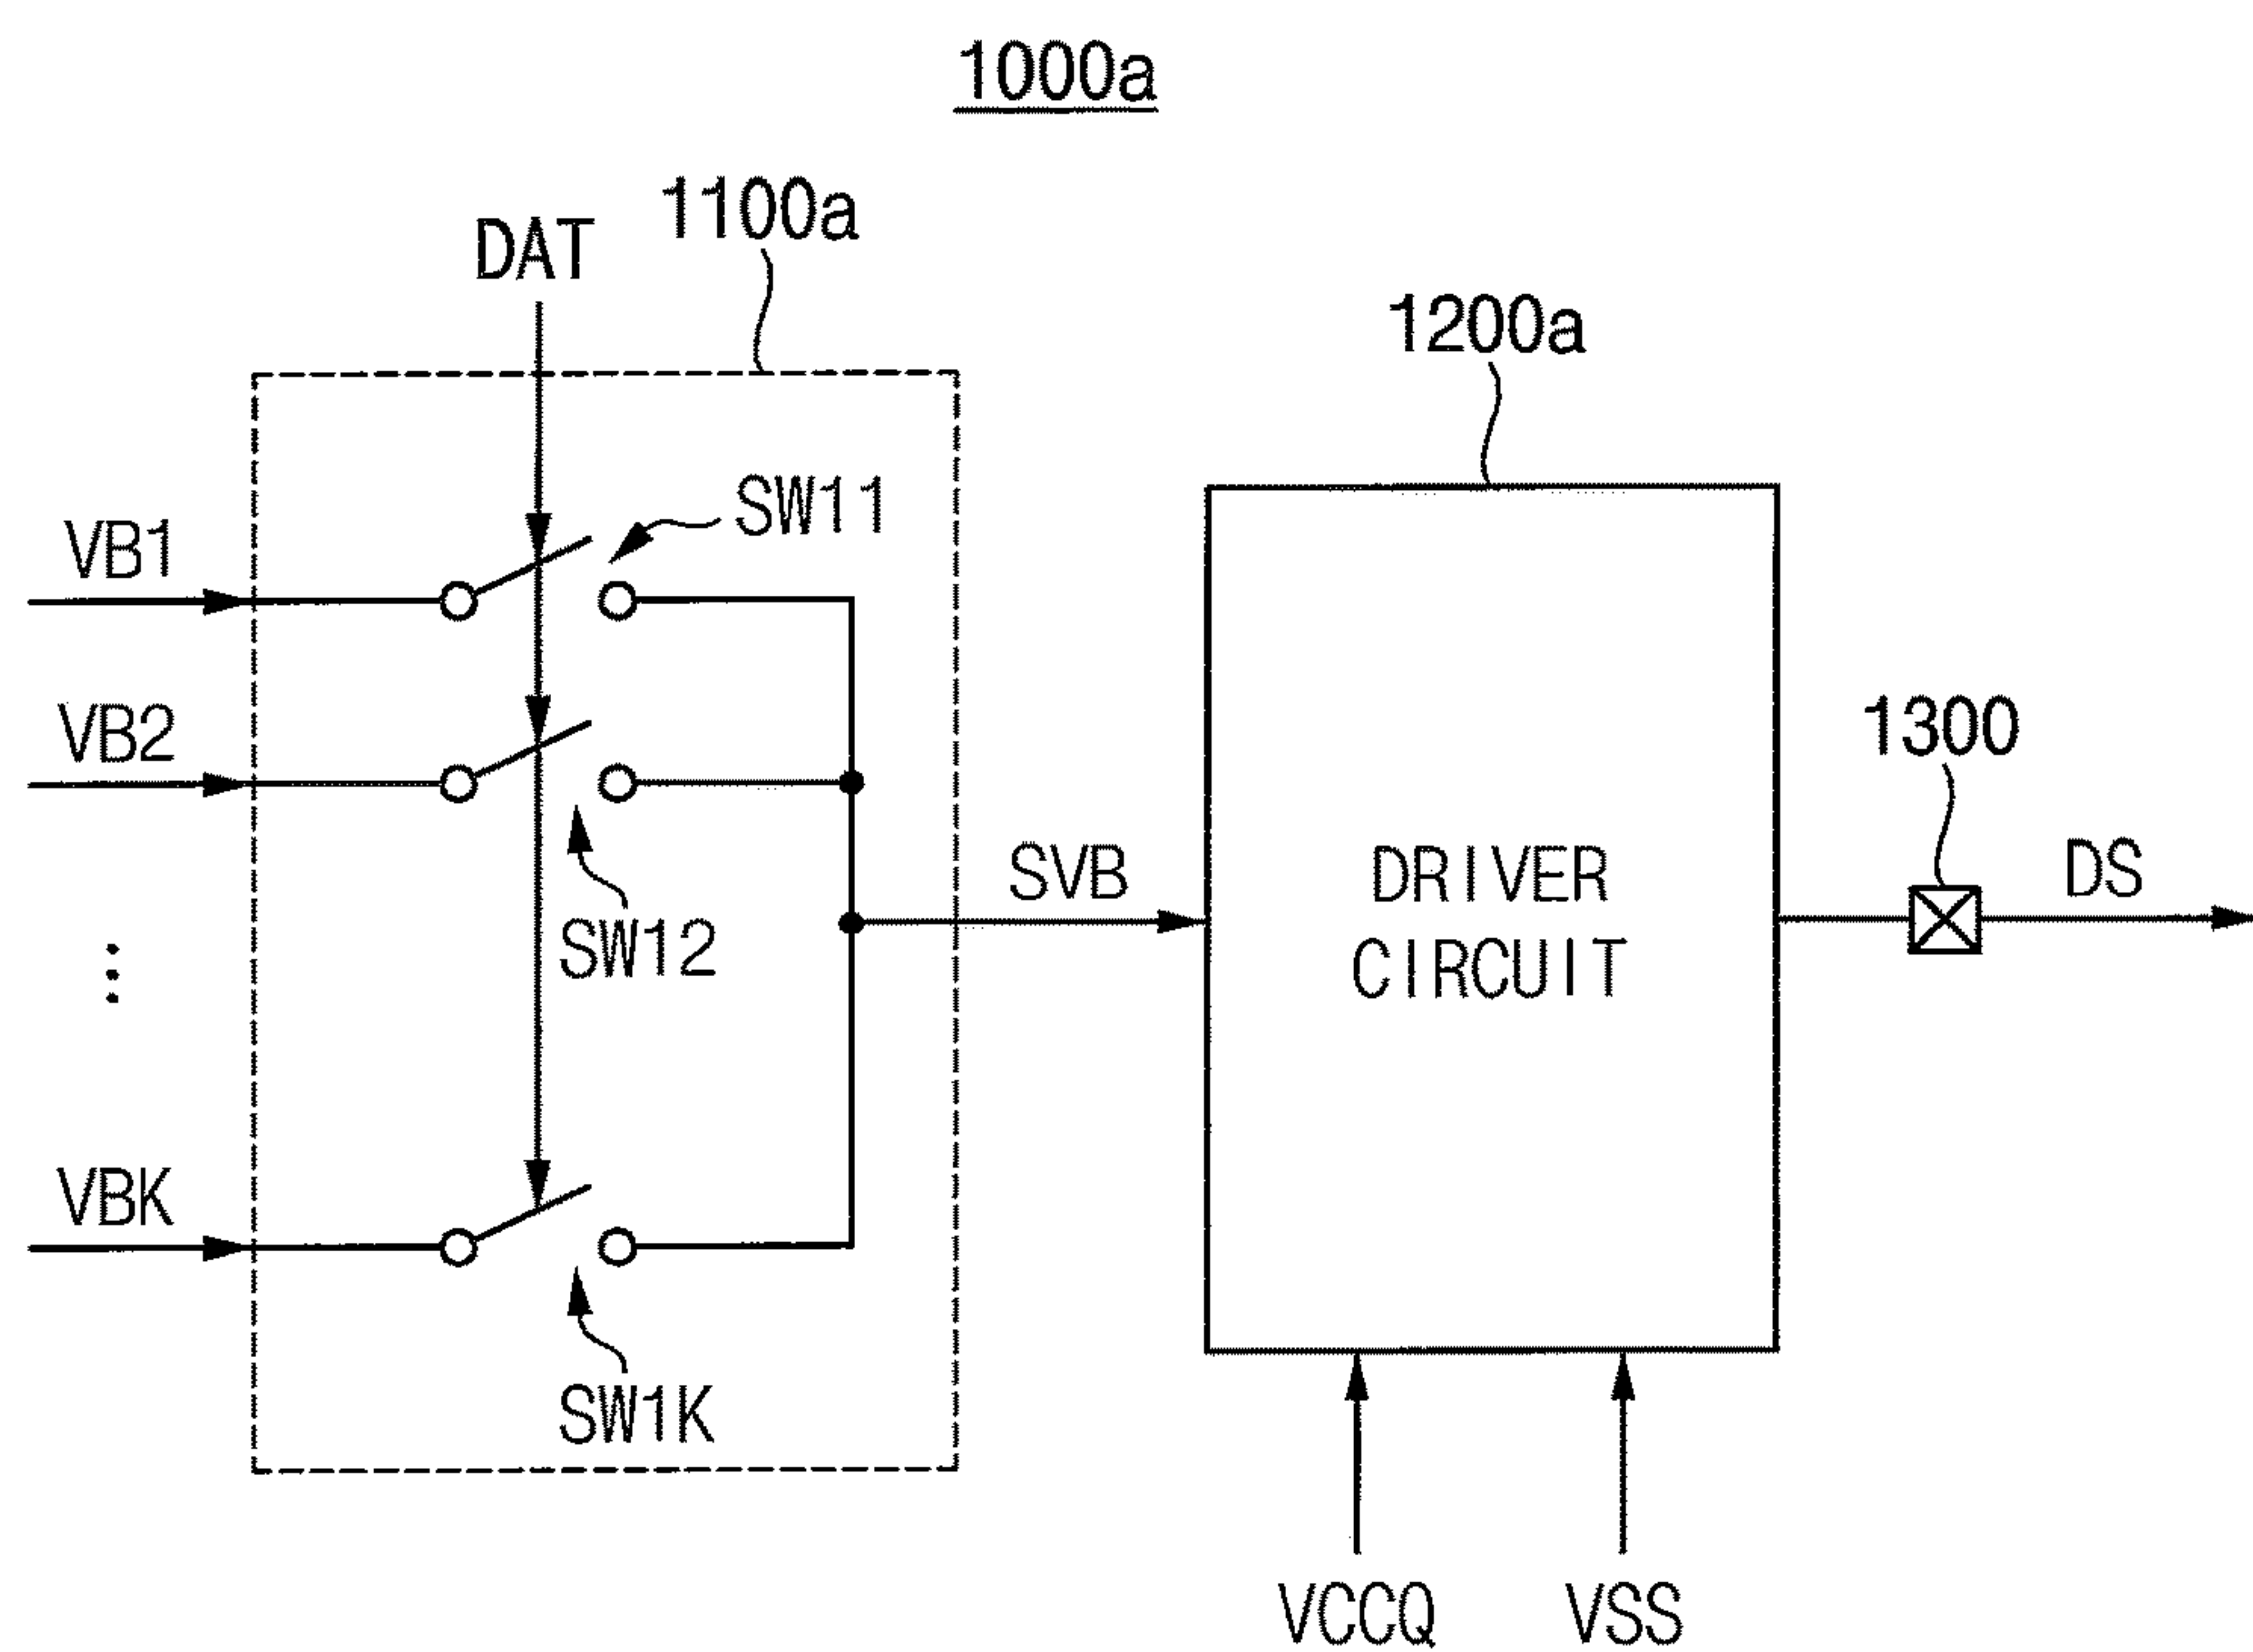 1000a
1100a
DAT
1200a
SW11
VB1
VB2
1300
SVB
DRIVER
CIRCUIT
DS
SW12
VBK
SW1K
VCCQ
VSS